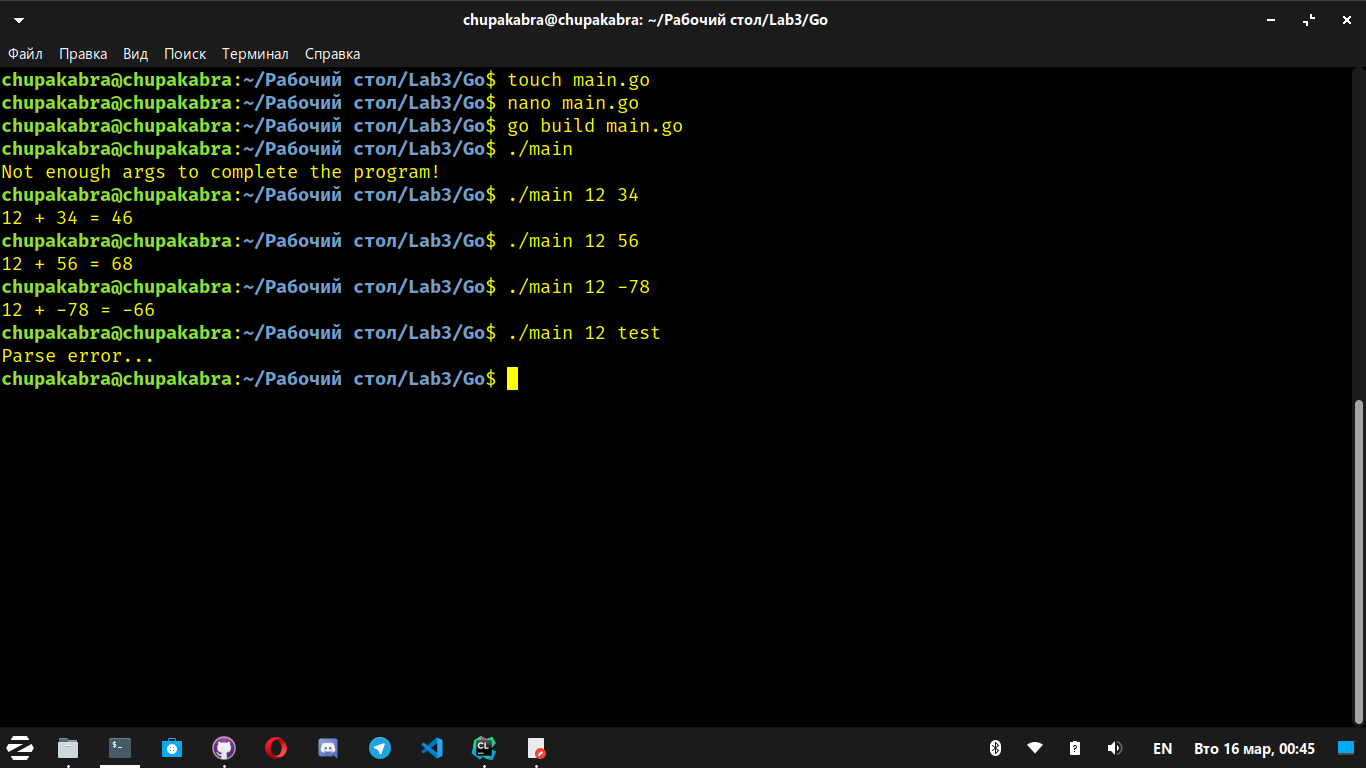 chupakabra@chupakabra: ~/Рабочий стол/Lab3/Go
Файл Правка Вид Поиск Терминал Справка
chupakabra@chupakabra:~/Рабочий стол/Lab3/Go$ touch main.go
chupakabra@chupakabra:~/Рабочий стол/Lab3/Go$ nano main.go
chupakabra@chupakabra:~/Рабочий стол/Lab3/Go$ go build main.go
chupakabra@chupakabra:~/Рабочий стол/Lab3/Go$ ./main
Not enough args to complete the program!
chupakabra@chupakabra:~/Рабочий стол/Lab3/Go$ ./main 12 34
12 + 34 = 46
chupakabra@chupakabra:~/Рабочий стол/Lab3/Go$ ./main 12 56
12 + 56 = 68
chupakabra@chupakabra:~/Рабочий стол/Lab3/Go$ ./main 12 -78
12 + -78 = -66
chupakabra@chupakabra:~/Рабочий стол/Lab3/Go$ ./main 12 test
Parse error...
chupakabra@chupakabra:~/Рабочий стол/Lab3/Go$
$- CL EN Вто 16 мар, 00:45